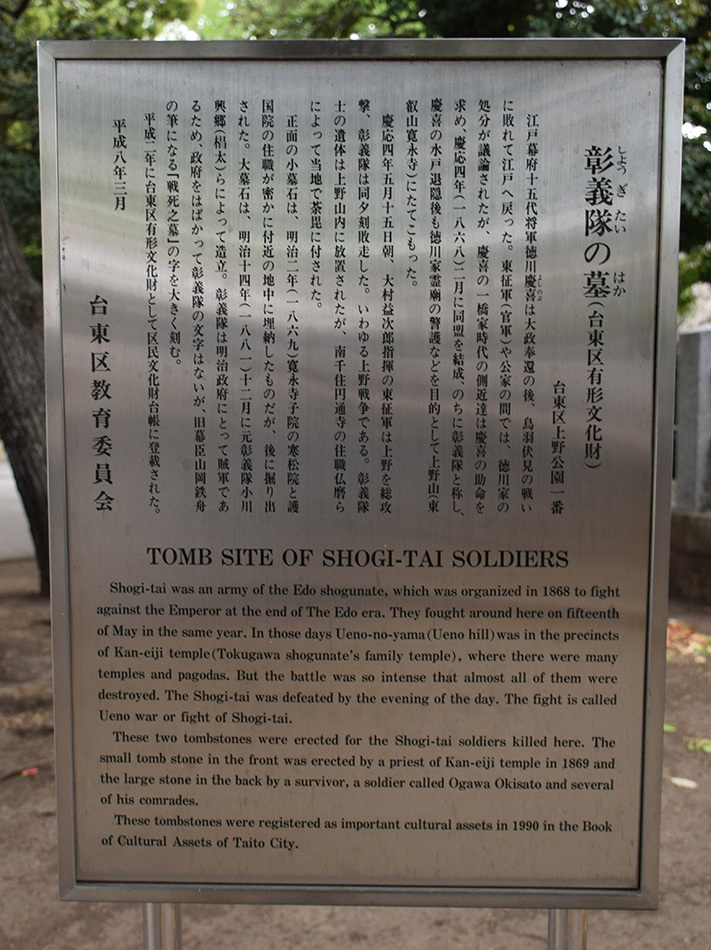 彰義隊の墓(台東区有形文化財)
しょうぎたい はか
台東区上野公園一番
江戸幕府十五代将軍徳川慶喜は大政奉還の後、鳥羽伏見の戦い
よしのぶ
に敗れて江戸へ戻った。東征軍(官軍)や公家の間では、徳川家の
処分が議論されたが、慶喜の一橋家時代の側近達は慶喜の助命を
求め、慶応四年(一八六八)二月に同盟を結成、のちに彰義隊と称し、
慶喜の水戸退隠後も徳川家霊廟の警護などを目的として上野山(東
叡山寛永寺)にたてこもった。
慶応四年五月十五日朝、大村益次郎指揮の東征軍は上野を総攻
撃、彰義隊は同夕刻敗走した。いわゆる上野戦争である。彰義隊
士の遺体は上野山内に放置されたが、南千住円通寺の住職仏磨ら
によって当地で荼毘に付された。
正面の小墓石は、明治二年(一八六九)寛永寺子院の寒松院と護
国院の住職が密かに付近の地中に埋納したものだが、後に掘り出
された。大墓石は、明治十四年(一八八一)十二月に元彰義隊小川
興郷(椙太)らによって造立。彰義隊は明治政府にとって賊軍であ
るため、政府をはばかって彰義隊の文字はないが、旧幕臣山岡鉄舟
の筆になる「戦死之墓」の字を大きく刻む。
平成二年に台東区有形文化財として区民文化財台帳に登載された。
平成八年三月
台東区教育委員会
TOMB SITE OF SHOGI-TAI SOLDIERS
Shogi-tai was an army of the Edo shogunate, which was organized in 1868 to fight
against the Emperor at the end of The Edo era. They fought around here on fifteenth
of May in the same year. In those days Ueno-no-yama(Ueno hill)was in the precincts
of Kan-eiji temple(Tokugawa shogunate's family temple), where there were many
temples and pagodas. But the battle was so intense that almost all of them were
destroyed. The Shogi-tai was defeated by the evening of the day. The fight is called
Ueno war or fight of Shogi-tai.
These two tombstones were erected for the Shogi-tai soldiers killed here. The
small tomb stone in the front was erected by a priest of Kan-eiji temple in 1869 and
the large stone in the back by a survivor, a soldier called Ogawa Okisato and several
of his comrades.
These tombstones were registered as important cultural assets in 1990 in the Book
of Cultural Assets of Taito City.